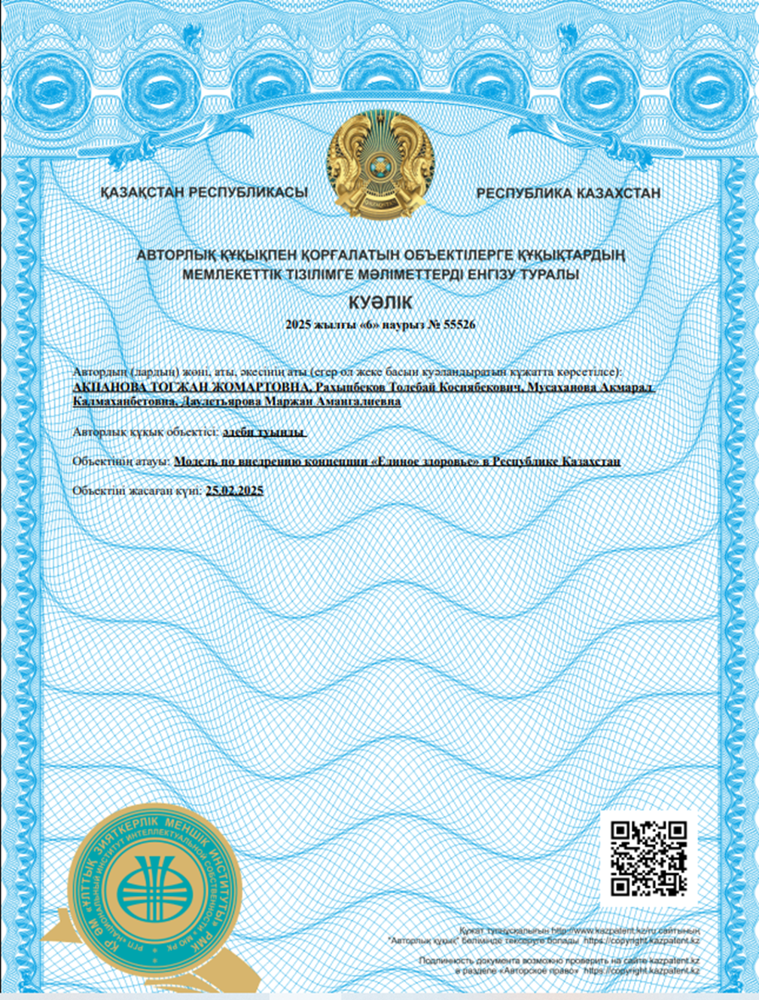 ҚАЗАҚСТАН РЕСПУБЛИКАСЫ
РЕСПУБЛИКА КАЗАХСТАН
АВТОРЛЫҚ ҚҰҚЫҚПЕН ҚОРҒАЛАТЫН ОБЪЕКТІЛЕРГЕ ҚҰҚЫҚТАРДЫҢ
МЕМЛЕКЕТТІК ТІЗІЛІМГЕ МӘЛІМЕТТЕРДІ ЕНГІЗУ ТУРАЛЫ
КУӘЛІК
2025 жылғы «6» наурыз № 55526
Автордың (лардың) жөні, аты, әкесінің аты (егер ол жеке басын куәландыратын құжатта көрсетілсе):
АКПАНОВА ТОГЖАН ЖОМАРТОВНА, Рахыпбеков Толебай Косиябекович, Мусаханова Акмарал
Калмаханбетовна, Даулетьярова Маржан Амангалиевна
Авторлық құқық объектісі: әдеби туынды
Объектінің атауы: Модель по внедрению концепции «Единое здоровье» в Республике Казахстан
Объектіні жасаған күні: 25.02.2025
ҚР ӘМ «ҰЛТТЫҚ ЗИЯТКЕРЛІК МЕНШІК ИНСТИТУТЫ» РМК
РГП «НАЦИОНАЛЬНЫЙ ИНСТИТУТ ИНТЕЛЛЕКТУАЛЬНОЙ СОБСТВЕННОСТИ» МЮ РК
Құжат түпнұсқалығын http://www.kazpatent.kz/ru сайтының
"Авторлық құқық" бөлімінде тексеруге болады https://copyright.kazpatent.kz
Подлинность документа возможно проверить на сайте kazpatent.kz
в разделе «Авторское право» https://copyright.kazpatent.kz